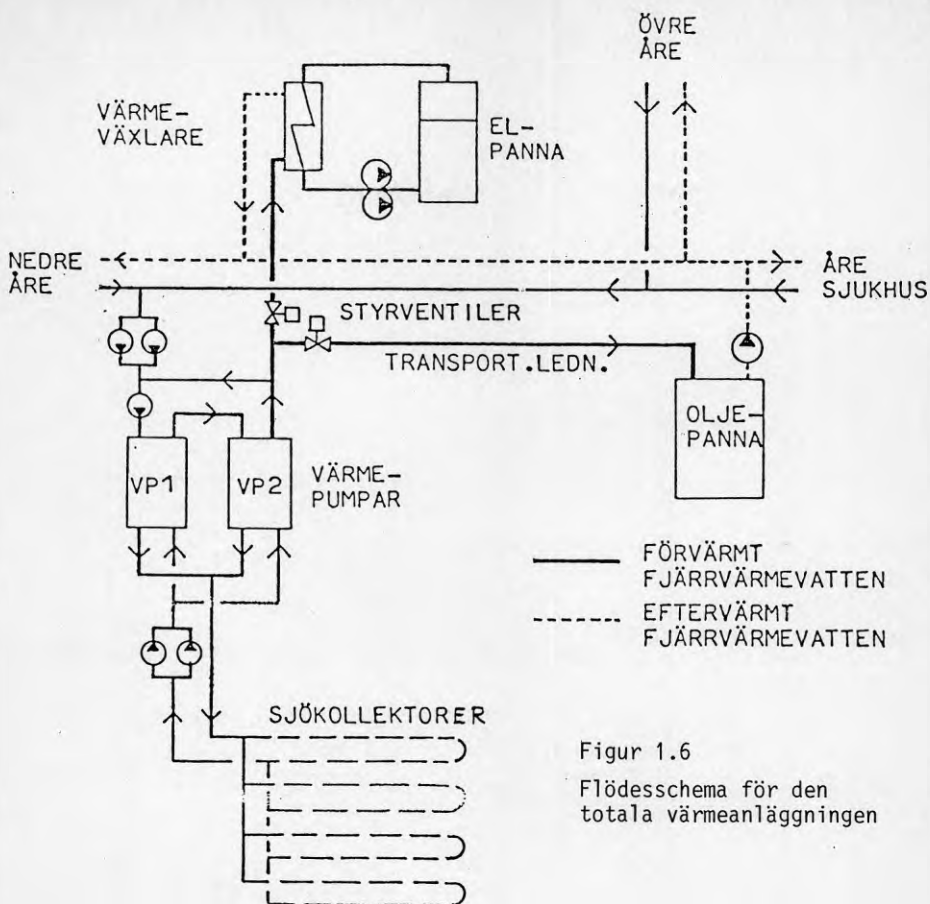 ÖVRE
ÅRE
VÄRME-
VÄXLARE
EL-
PANNA
NEDRE
ÅRE
ÅRE
SJUKHUS
STYRVENTILER
TRANSPORT.LEDN.
OLJE-
PANNA
VP1
VP2
VÄRME-
PUMPAR
FÖRVÄRMT
FJÄRRVÄRMEVATTEN
EFTERVÄRMT
FJÄRRVÄRMEVATTEN
SJÖKOLLEKTORER
Figur 1.6
Flödesschema för den
totala värmeanläggningen